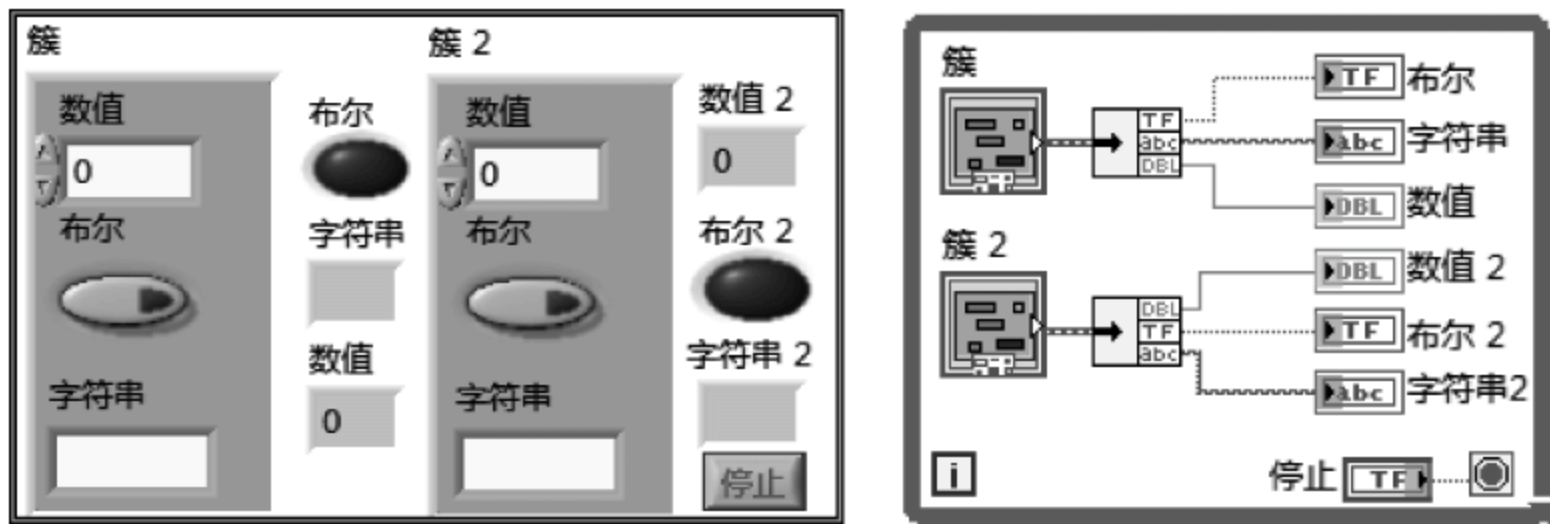 簇
数值
0
布尔
字符串
布尔
字符串
数值
0
簇 2
数值
0
布尔
字符串
数值 2
0
布尔 2
字符串 2
停止
簇
TF
abc
DBL
TF 布尔
abc 字符串
DBL 数值
簇 2
DBL
TF
abc
DBL 数值 2
TF 布尔 2
abc 字符串2
i
停止 TF